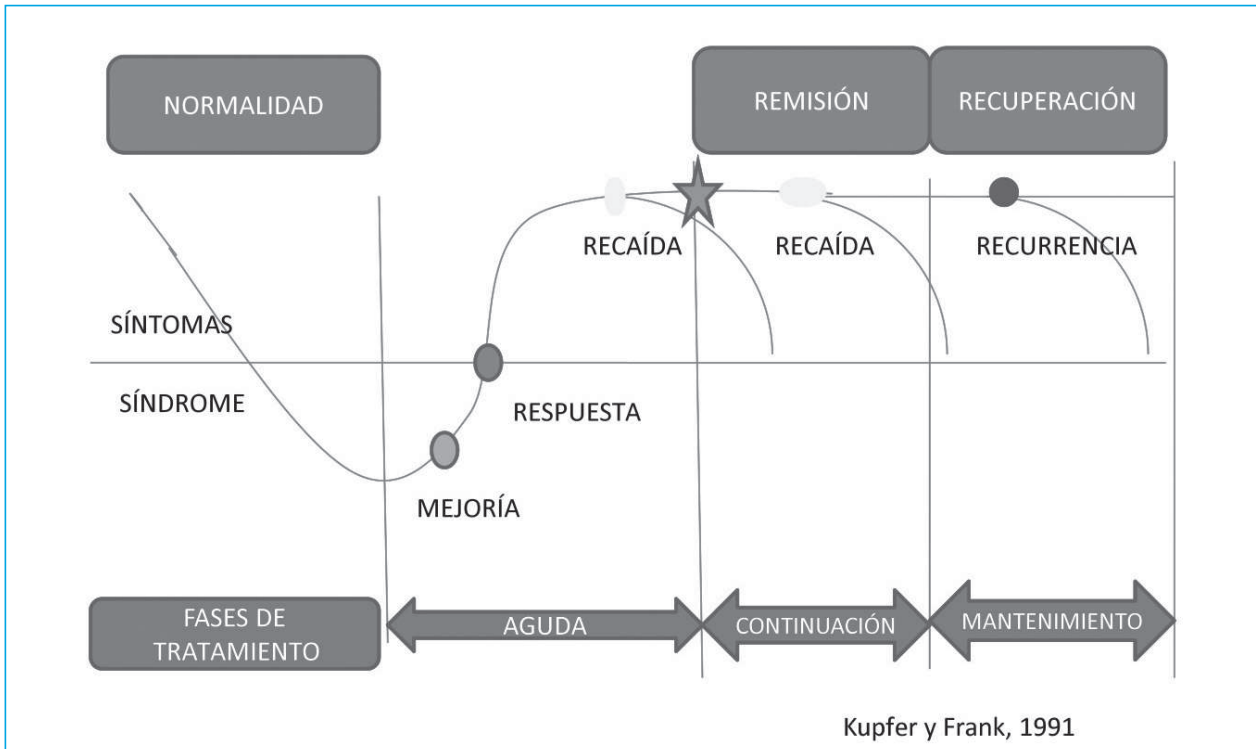 NORMALIDAD
REMISIÓN
RECUPERACIÓN
RECAÍDA
RECAÍDA
RECURRENCIA
SÍNTOMAS
SÍNDROME
RESPUESTA
MEJORÍA
FASES DE
TRATAMIENTO
AGUDA
CONTINUACIÓN
MANTENIMIENTO
Kupfer y Frank, 1991